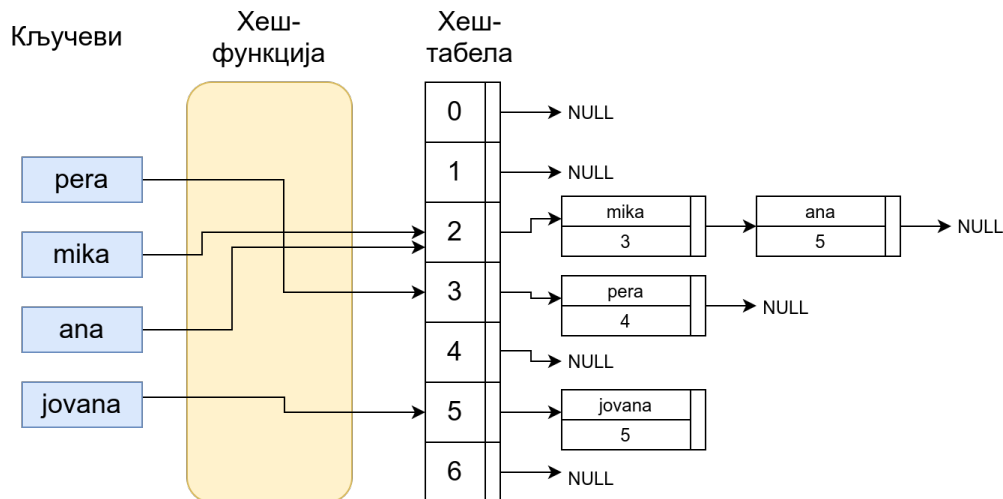 Кључеви
Хеш-
функција
Хеш-
табела
pera
mika
ana
jovana
0
NULL
1
NULL
2
mika
3
ana
5
NULL
3
pera
4
NULL
4
NULL
5
jovana
5
6
NULL